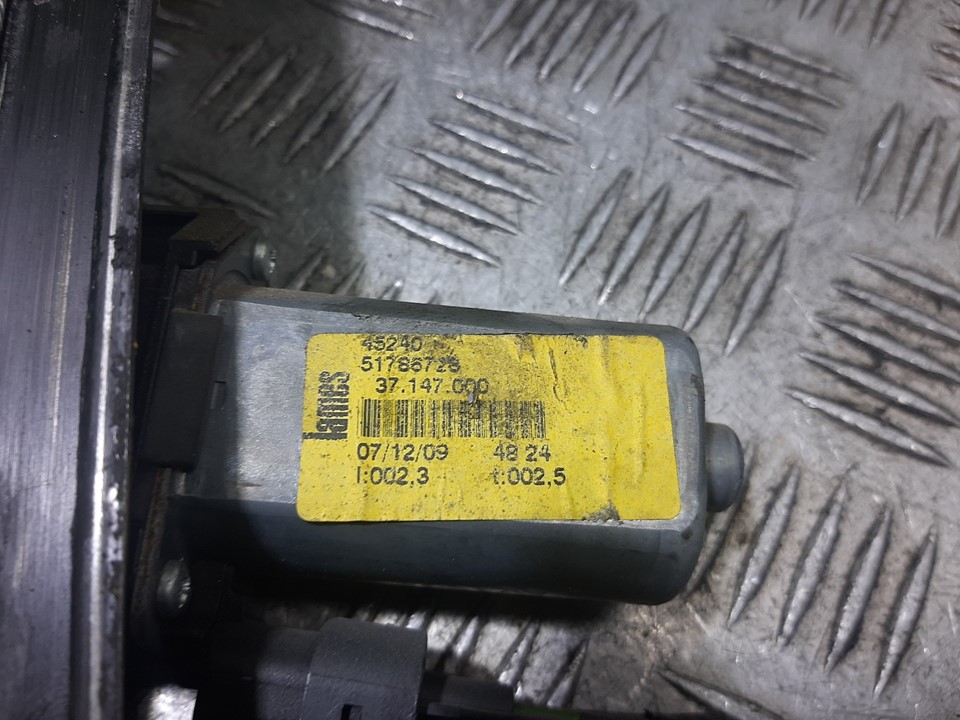 45240
51786728
37.147.000
lames
07/12/09 48 24
I:002,3 t:002,5